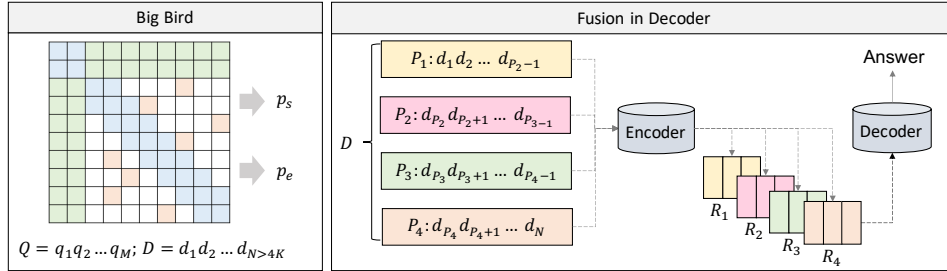 Big Bird
p_s
p_e
Q = q_1 q_2 … q_M; D = d_1 d_2 … d_{N>4K}
Fusion in Decoder
D
P_1: d_1 d_2 … d_{P_2−1}
P_2: d_{P_2} d_{P_2+1} … d_{P_{3−1}}
P_3: d_{P_3} d_{P_3+1} … d_{P_4−1}
P_4: d_{P_4} d_{P_4+1} … d_N
Encoder
R_1
R_2
R_3
R_4
Answer
Decoder